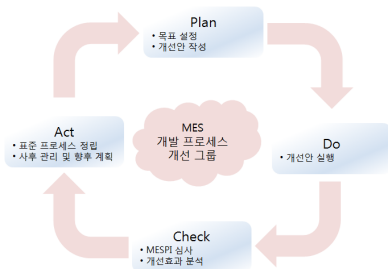 Plan
• 목표 설정
• 개선안 작성
Do
• 개선안 실행
Check
• MESPI 심사
• 개선효과 분석
Act
• 표준 프로세스 정립
• 사후 관리 및 향후 계획
MES
개발 프로세스
개선 그룹